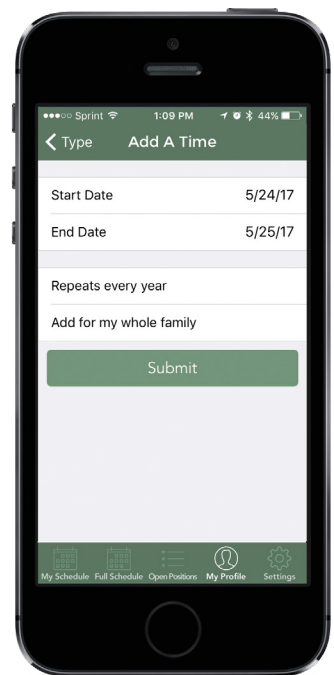 ●●●○○ Sprint 1:09 PM 44%
Type Add A Time
Start Date 5/24/17
End Date 5/25/17
Repeats every year
Add for my whole family
Submit
My Schedule Full Schedule Open Positions My Profile Settings